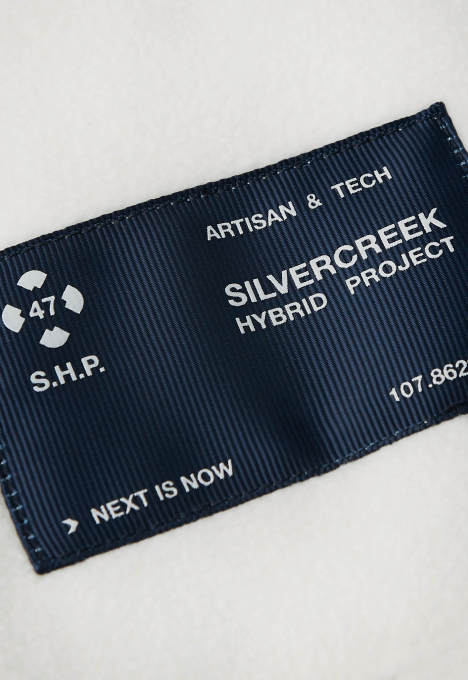 ARTISAN & TECH
SILVERCREEK
HYBRID PROJECT
47
S.H.P.
107.862
› NEXT IS NOW